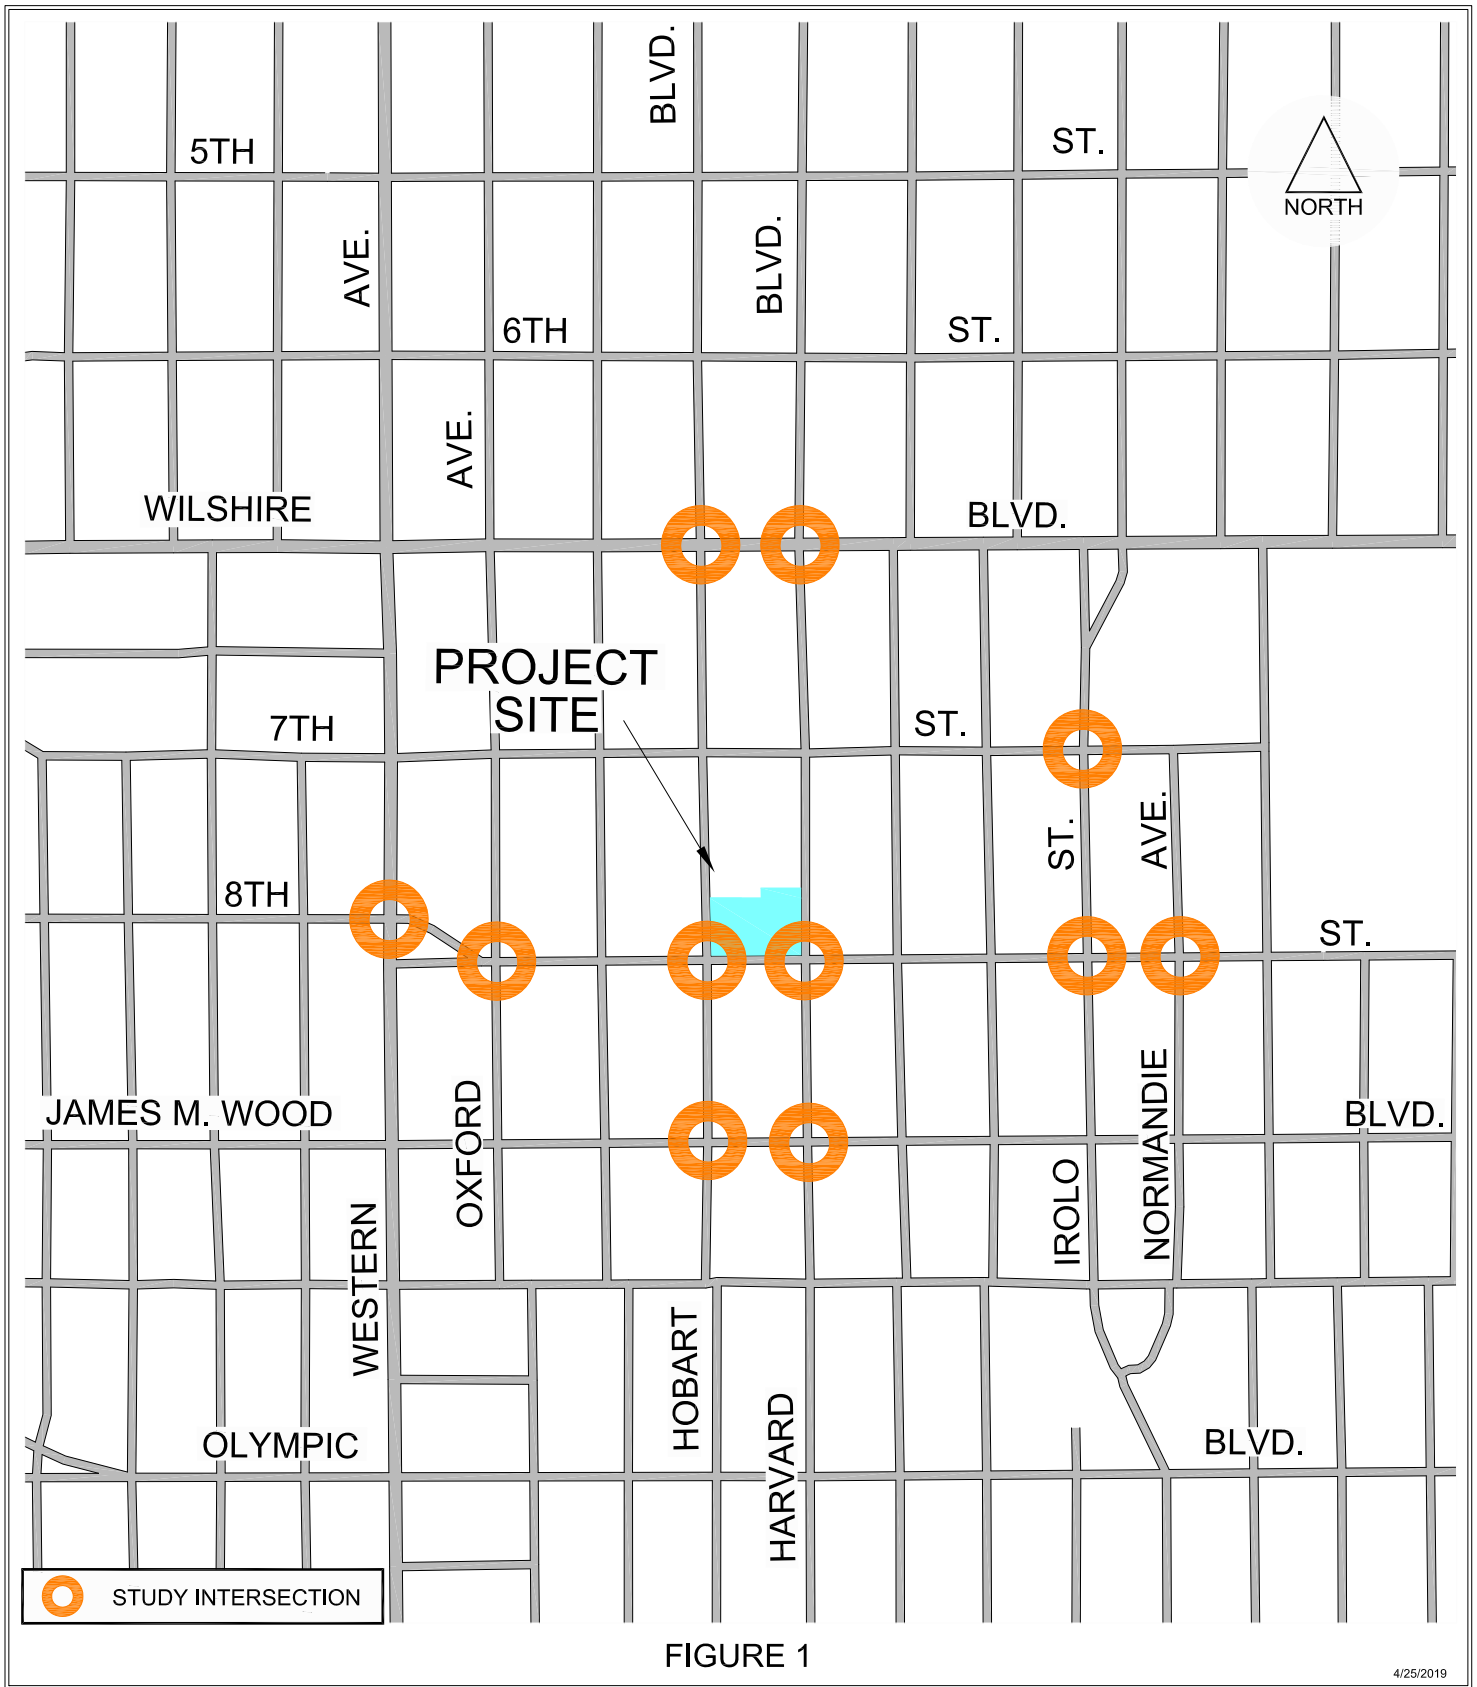 BLVD.
5TH
ST.
NORTH
AVE.
BLVD.
6TH
ST.
AVE.
WILSHIRE
BLVD.
PROJECT
SITE
7TH
ST.
ST.
AVE.
8TH
ST.
JAMES M. WOOD
BLVD.
OXFORD
NORMANDIE
IROLO
WESTERN
HOBART
HARVARD
OLYMPIC
BLVD.
STUDY INTERSECTION
FIGURE 1
4/25/2019